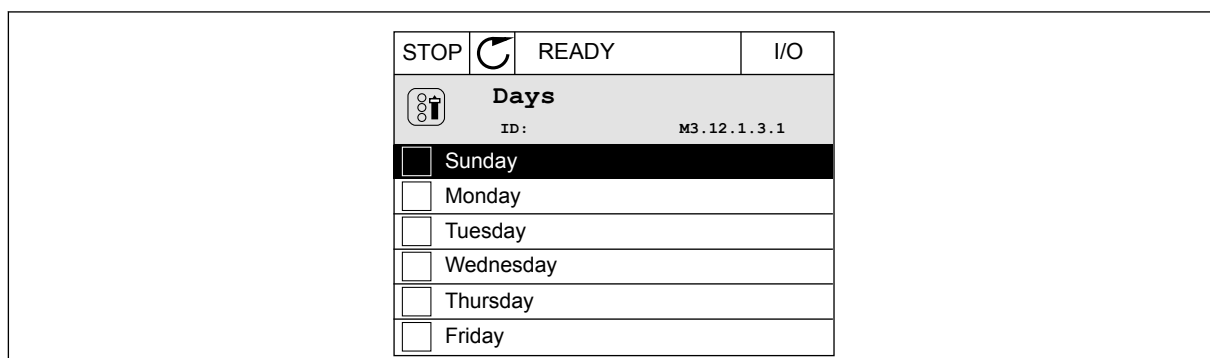 STOP READY I/O
Days
ID: M3.12.1.3.1
Sunday
Monday
Tuesday
Wednesday
Thursday
Friday